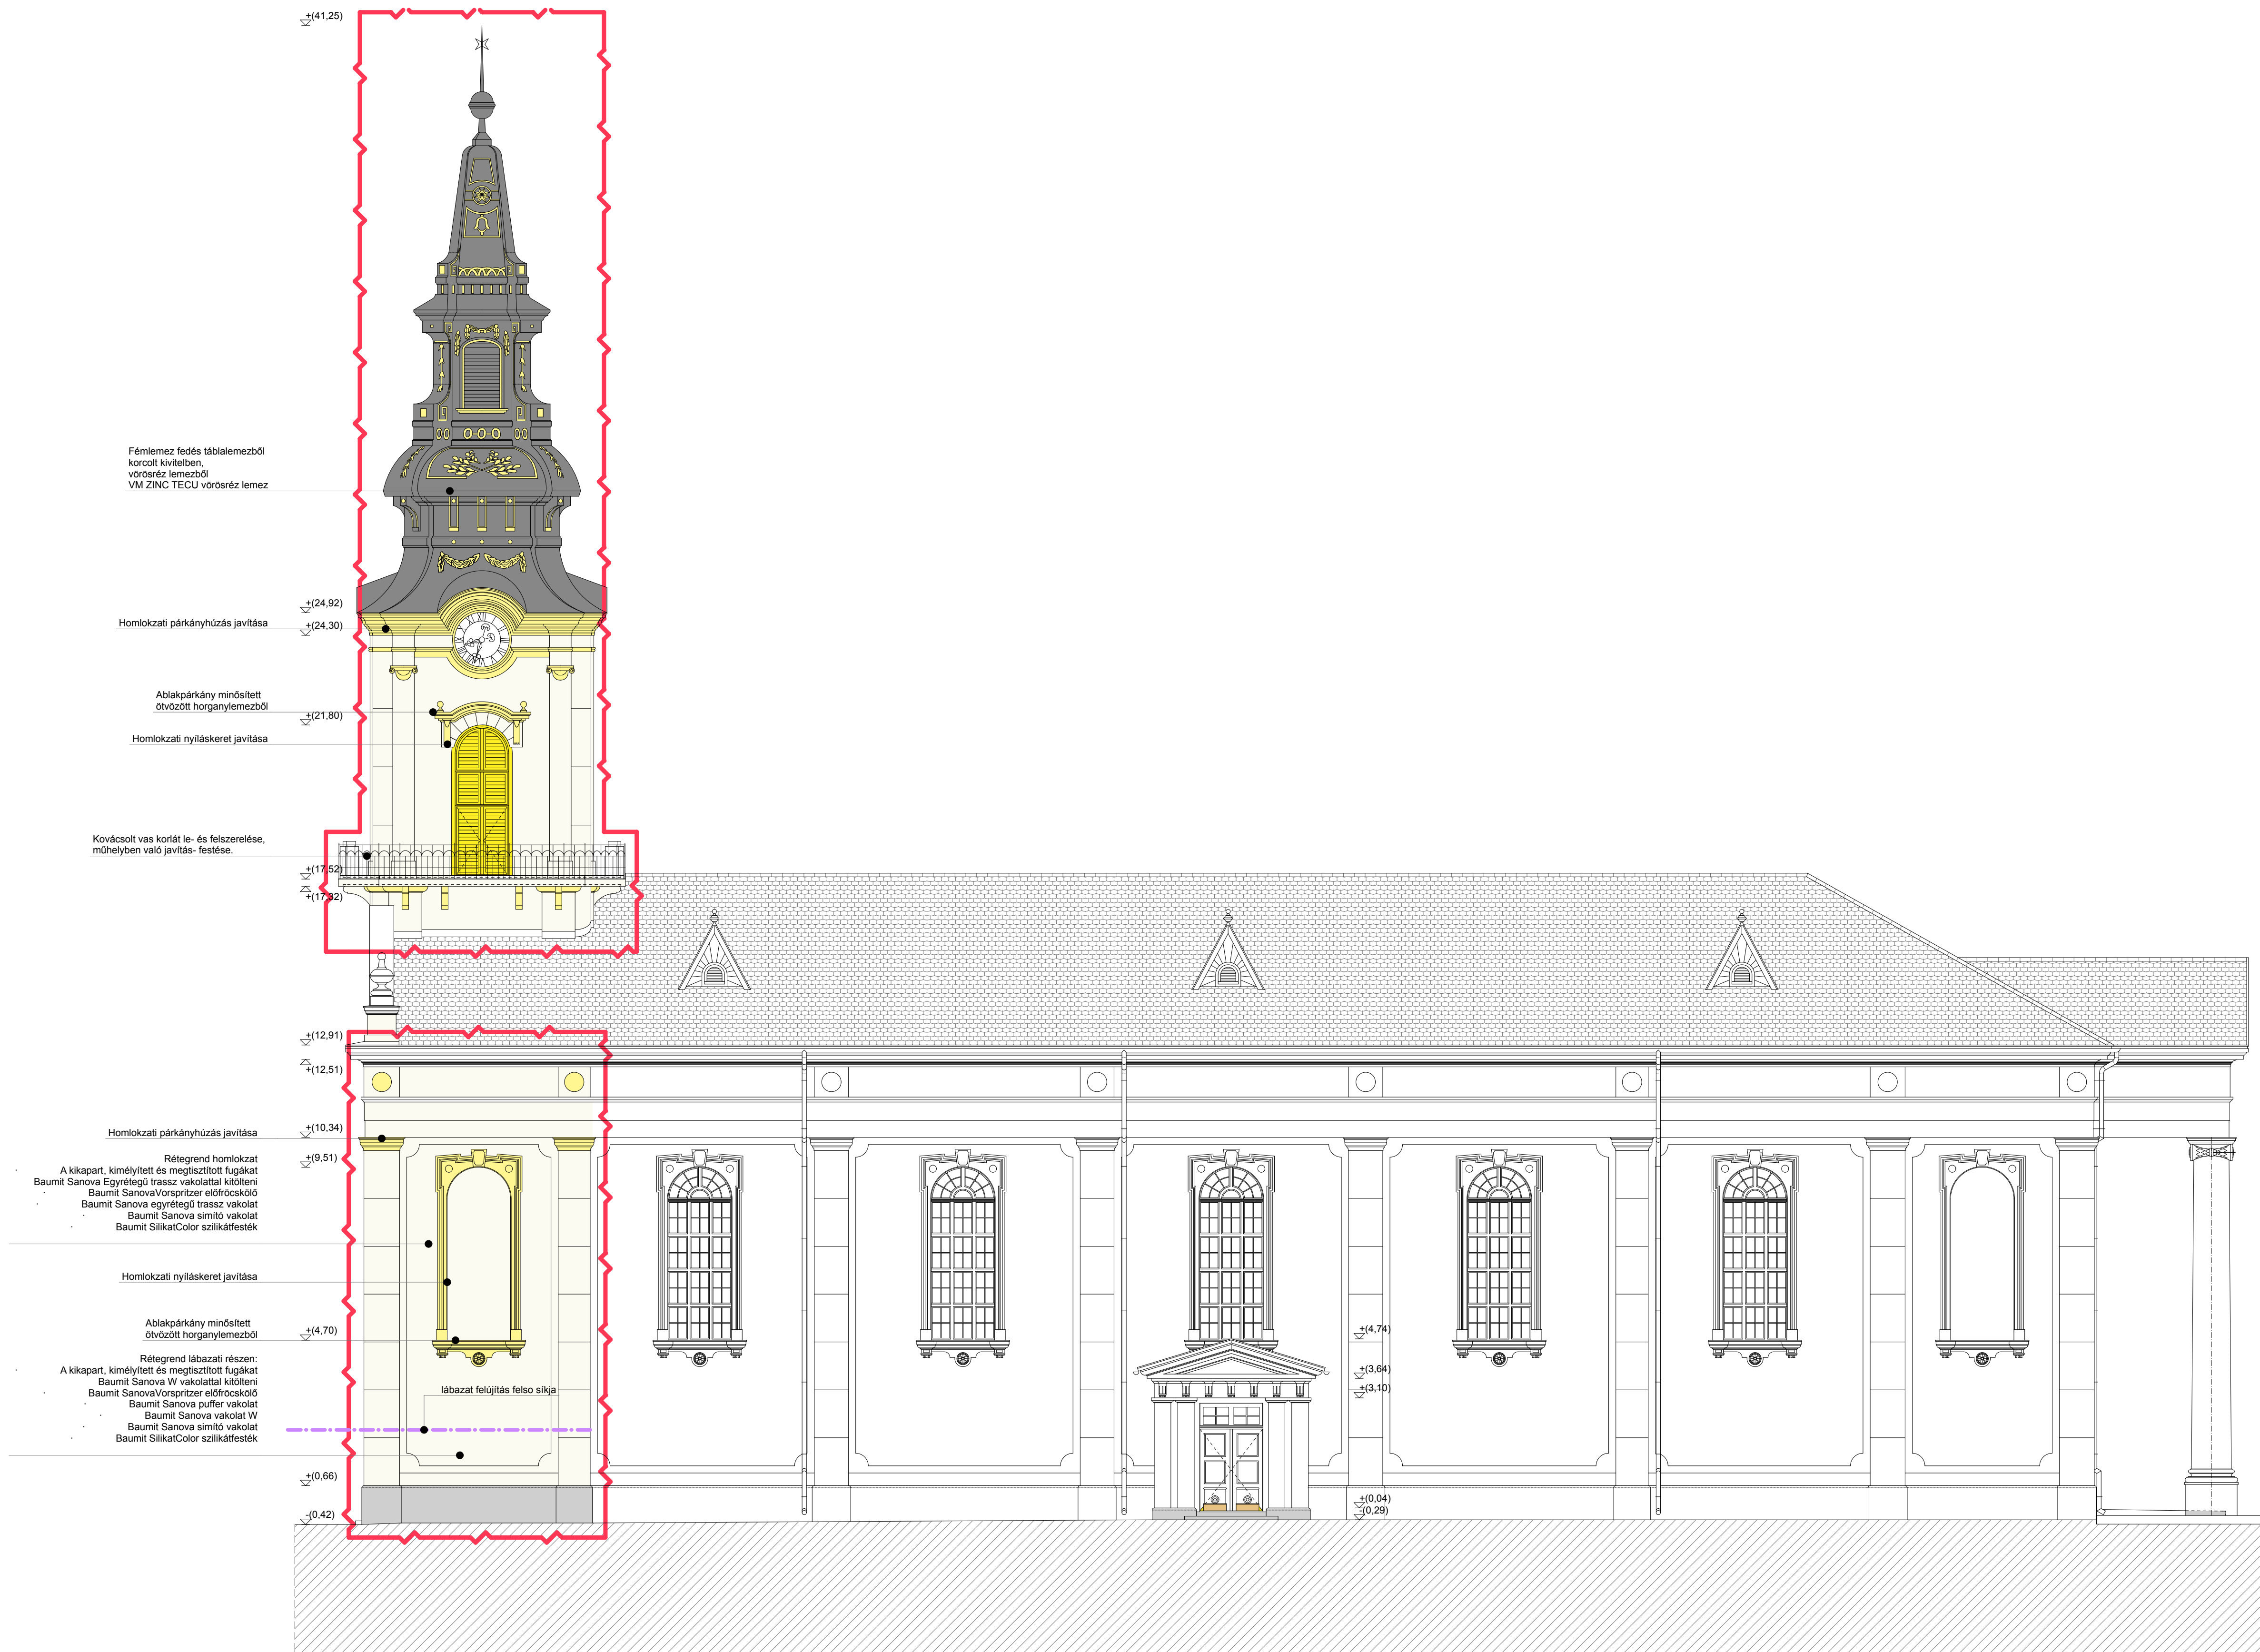 +(41,25)
Fémlemez fedés táblalemezből
korcolt kivitelben,
vörösréz lemezből
VM ZINC TECU vörösréz lemez
+(24,92)
Homlokzati párkányhúzás javítása
+(24,30)
Ablakpárkány minősített
ötvözött horganylemezből
+(21,80)
Homlokzati nyíláskeret javítása
Kovácsolt vas korlát le- és felszerelése,
műhelyben való javítás- festése.
+(17,52)
+(17,32)
+(12,91)
+(12,51)
Homlokzati párkányhúzás javítása
+(10,34)
Rétegrend homlokzat
+(9,51)
· A kikapart, kimélyített és megtisztított fugákat
Baumit Sanova Egyrétegű trassz vakolattal kitölteni
· Baumit SanovaVorspritzer előfröcskölö
· Baumit Sanova egyrétegű trassz vakolat
· Baumit Sanova simító vakolat
· Baumit SilikatColor szilikátfesték
Homlokzati nyíláskeret javítása
Ablakpárkány minősített
ötvözött horganylemezből
+(4,70)
+(4,74)
Rétegrend lábazati részen:
· A kikapart, kimélyített és megtisztított fugákat
Baumit Sanova W vakolattal kitölteni
· Baumit SanovaVorspritzer előfröcskölö
· Baumit Sanova puffer vakolat
· Baumit Sanova vakolat W
· Baumit Sanova simító vakolat
· Baumit SilikatColor szilikátfesték
lábazat felújítás felso síkja
+(3,64)
+(3,10)
+(0,66)
-(0,42)
+(0,04)
-(0,29)